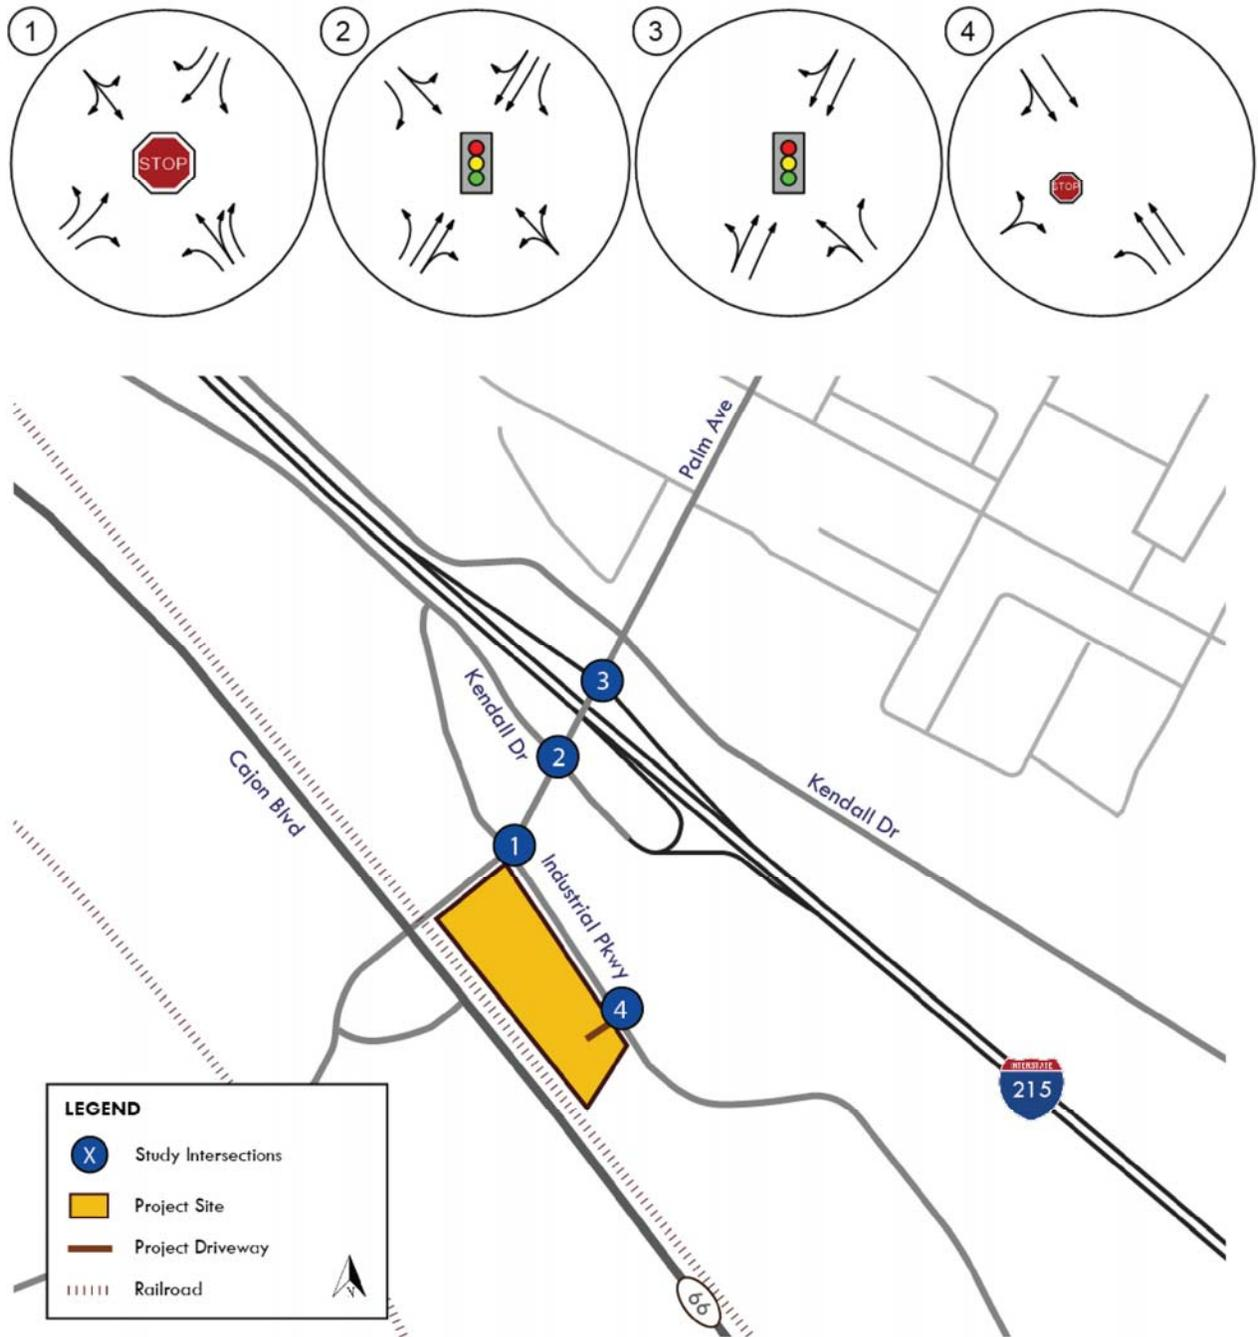 1
2
3
4
STOP
STOP
Palm Ave
3
Kendall Dr
2
Cajon Blvd
Kendall Dr
1
Industrial Pkwy
4
INTERSTATE
215
LEGEND
X Study Intersections
Project Site
Project Driveway
Railroad
N
66